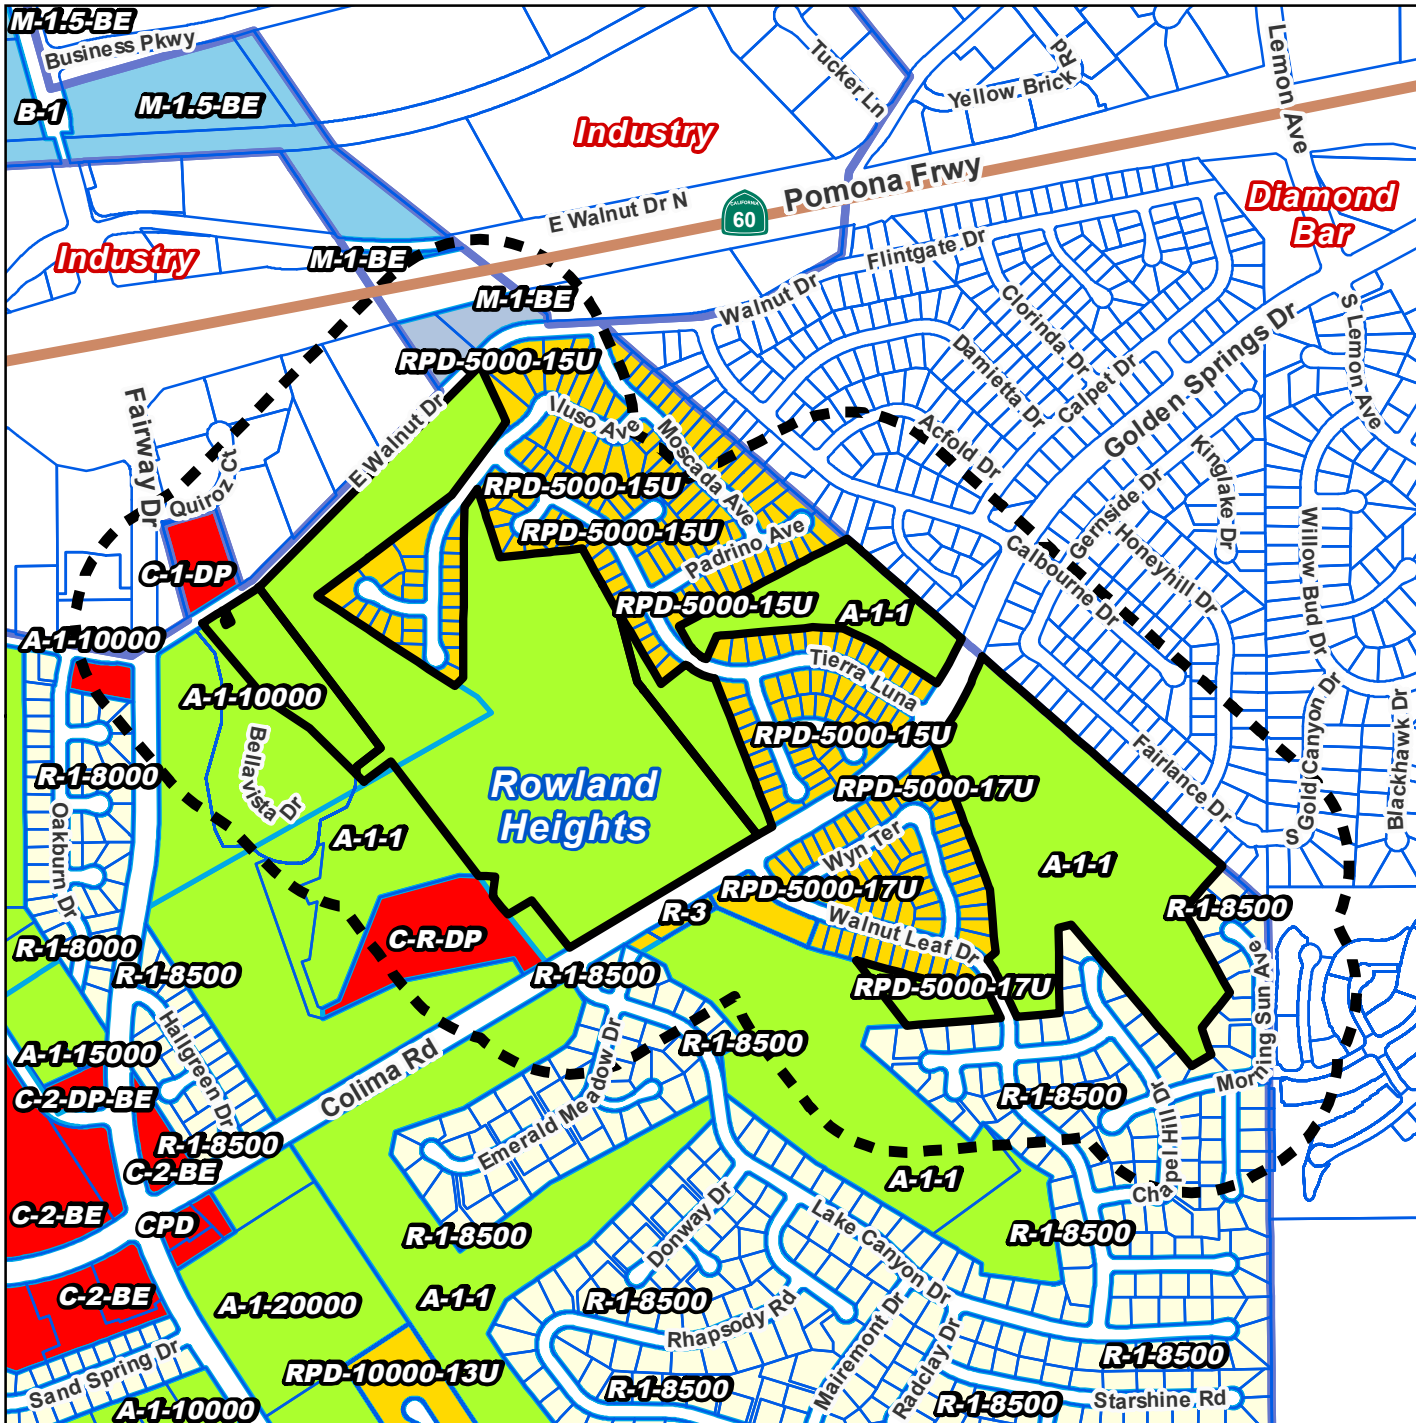 M-1.5-BE
Business Pkwy
B-1
M-1.5-BE
Industry
Tucker Ln
Yellow Brick Rd
Lemon Ave
E Walnut Dr N
CALIFORNIA
60
Pomona Frwy
Diamond
Bar
Industry
M-1-BE
M-1-BE
Walnut Dr
Flintgate Dr
Clorinda Dr
Damietta Dr
Calpet Dr
Golden Springs Dr
S Lemon Ave
RPD-5000-15U
Fairway Dr
Quiroz Ct
E Walnut Dr
Iluso Ave
Moscada Ave
Acfold Dr
Kinglake Dr
Gernside Dr
RPD-5000-15U
RPD-5000-15U
Padrino Ave
Calbourne Dr
Honeyhill Dr
Willow Bud Dr
C-1-DP
RPD-5000-15U
A-1-1
A-1-10000
A-1-10000
Tierra Luna
Bellavista
Dr
R-1-8000
RPD-5000-15U
Fairlance Dr
S Gold Canyon Dr
Blackhawk Dr
Rowland
Heights
RPD-5000-17U
Oakburn Dr
A-1-1
Wyn Ter
A-1-1
RPD-5000-17U
R-3
R-1-8500
C-R-DP
Walnut Leaf Dr
R-1-8000
R-1-8500
R-1-8500
RPD-5000-17U
Morning Sun Ave
Hallgreen Dr
R-1-8500
A-1-15000
Colima Rd
Emerald Meadow Dr
C-2-DP-BE
R-1-8500
Chapel Hill Dr
R-1-8500
C-2-BE
A-1-1
C-2-BE
CPD
R-1-8500
Donway Dr
Lake Canyon Dr
R-1-8500
C-2-BE
A-1-20000
A-1-1
R-1-8500
Rhapsody Rd
Mairemont Dr
Radclay Dr
R-1-8500
Sand Spring Dr
RPD-10000-13U
R-1-8500
R-1-8500
Starshine Rd
A-1-10000